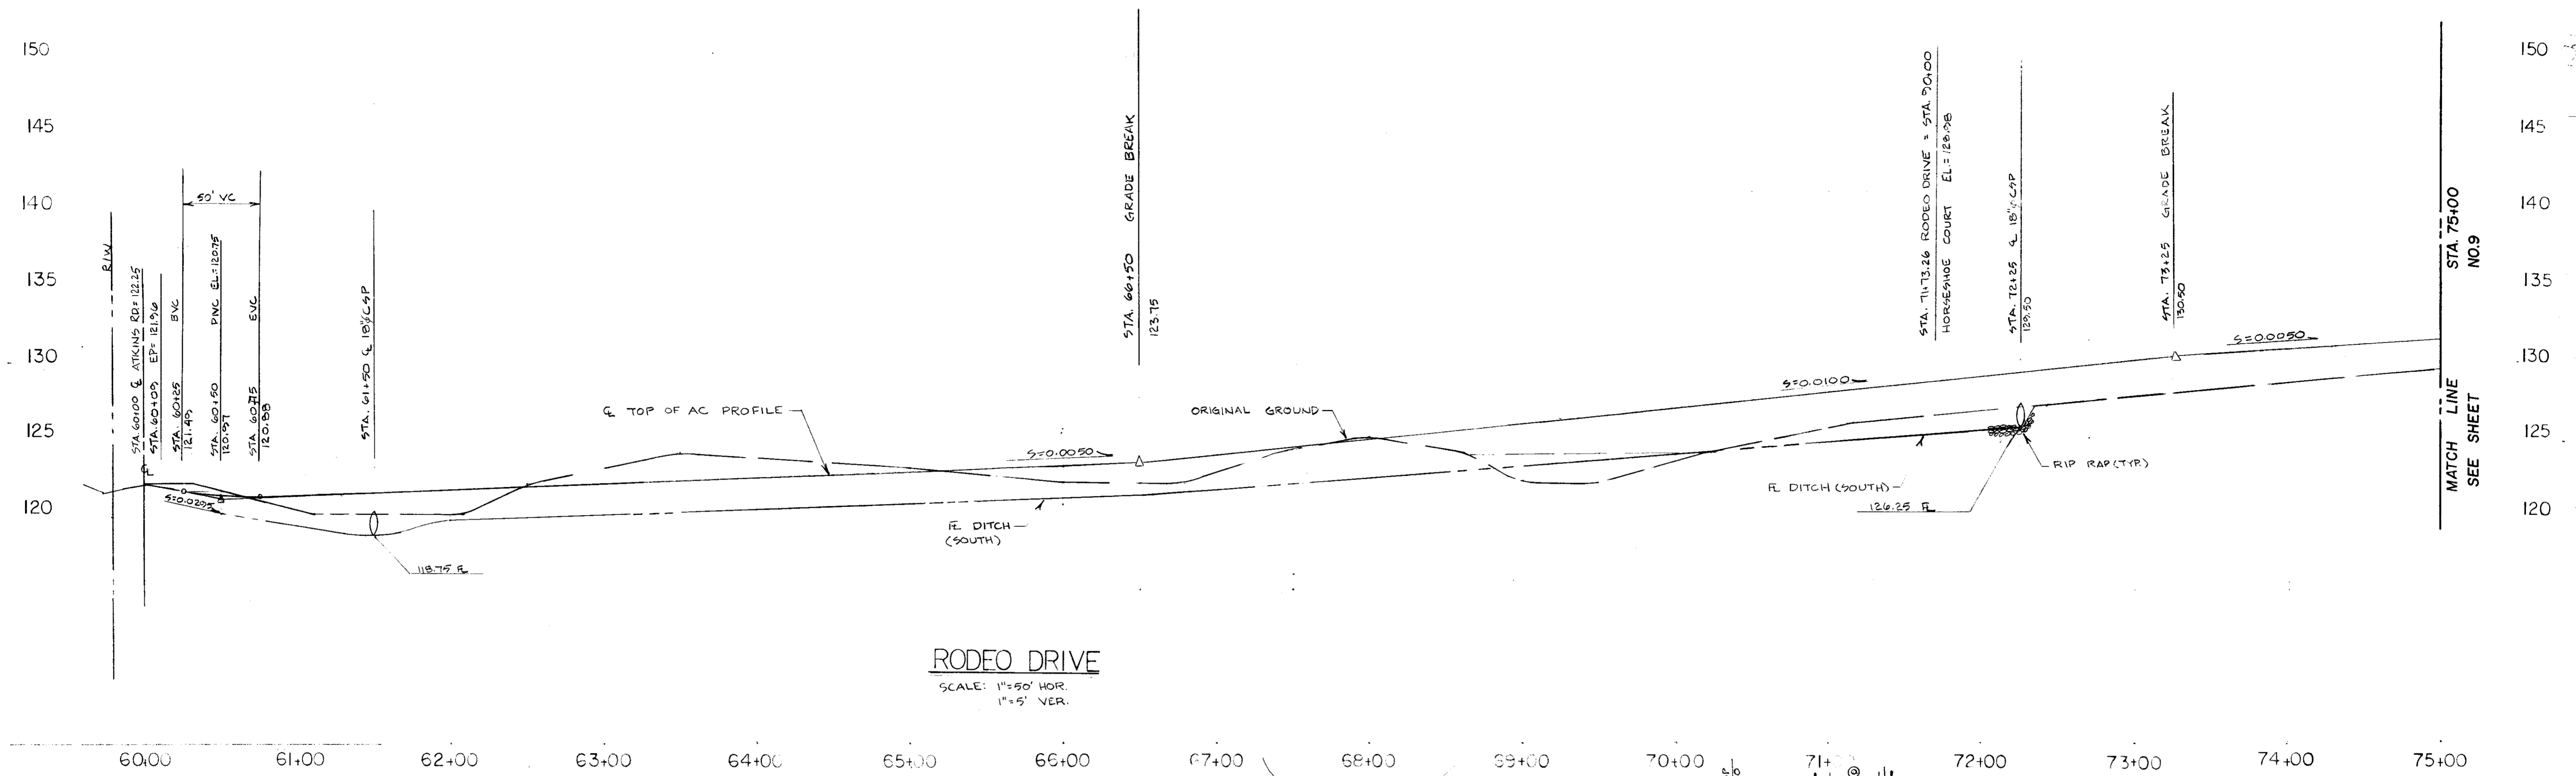 150
145
140
135
130
125
120
R/W
STA. 60+00 ℄ ATKINS RD.= 122.25
STA. 60+09 EP= 121.96
STA. 60+25 BVC
121.49
50' VC
STA. 60+50 PIVC EL.=120.75
120.97
STA 60+75 EVC
120.88
STA. 61+50 ℄ 18"⌀ CSP
℄
S=0.0295
118.75 FL
℄ TOP OF AC PROFILE
FL DITCH
(SOUTH)
S=0.0050
STA. 66+50 GRADE BREAK
123.75
ORIGINAL GROUND
S=0.0100
STA. 71+73.26 RODEO DRIVE = STA. 90+00
HORSESHOE COURT EL.= 128.98
STA. 72+25 ℄ 18"⌀ CSP
129.50
STA. 73+25 GRADE BREAK
130.50
S=0.0050
FL DITCH (SOUTH)
126.25 FL
RIP RAP (TYP.)
MATCH LINE STA. 75+00
SEE SHEET NO.9
150
145
140
135
130
125
120
RODEO DRIVE
SCALE: 1"=50' HOR.
1"=5' VER.
60+00 61+00 62+00 63+00 64+00 65+00 66+00 67+00 68+00 69+00 70+00 71+00 72+00 73+00 74+00 75+00